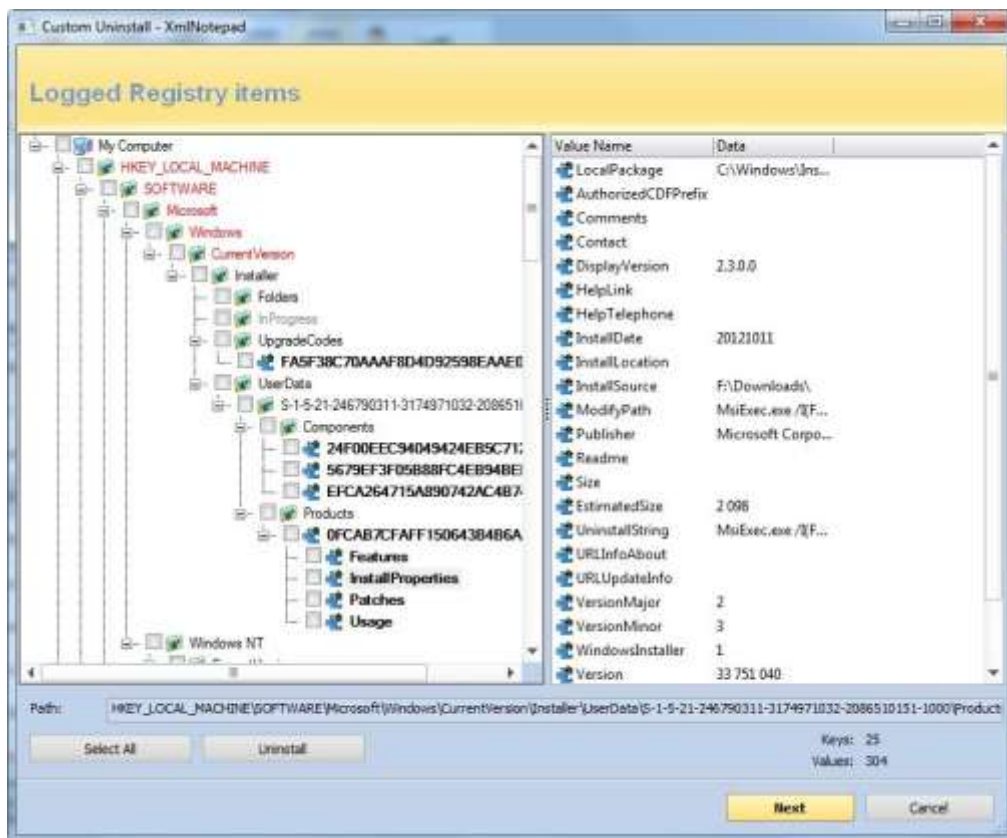 Custom Uninstall - XmlNotepad
Logged Registry items
My Computer
HKEY_LOCAL_MACHINE
SOFTWARE
Microsoft
Windows
CurrentVersion
Installer
Folders
InProgress
UpgradeCodes
FA5F38C70AAAF8D4D92598EAAE0
UserData
S-1-5-21-246790311-3174971032-2086510
Components
24F00EEC94049424EB5C712
5679EF3F05B88FC4EB94BE
EFCA264715A890742AC4B7
Products
0FCAB7CFAFF1506438486A
Features
InstallProperties
Patches
Usage
Windows NT
Value Name Data
LocalPackage C:\Windows\Ins...
AuthorizedCDFPrefix
Comments
Contact
DisplayVersion 2.3.0.0
HelpLink
HelpTelephone
InstallDate 20121011
InstallLocation
InstallSource F:\Downloads\
ModifyPath MsiExec.exe /I{F...
Publisher Microsoft Corpo...
Readme
Size
EstimatedSize 2 098
UninstallString MsiExec.exe /I{F...
URLInfoAbout
URLUpdateInfo
VersionMajor 2
VersionMinor 3
WindowsInstaller 1
Version 33 751 040
Path: HKEY_LOCAL_MACHINE\SOFTWARE\Microsoft\Windows\CurrentVersion\Installer\UserData\S-1-5-21-246790311-3174971032-2086510151-1000\Product
Select All Uninstall
Keys: 25
Values: 304
Next Cancel